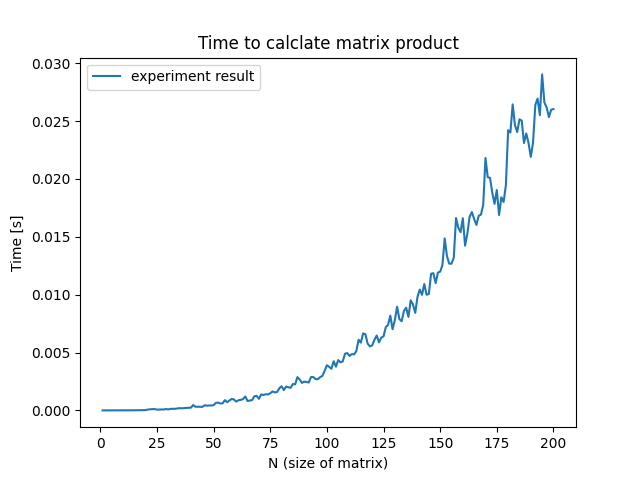 Time to calclate matrix product
experiment result
Time [s]
0.030
0.025
0.020
0.015
0.010
0.005
0.000
0 25 50 75 100 125 150 175 200
N (size of matrix)